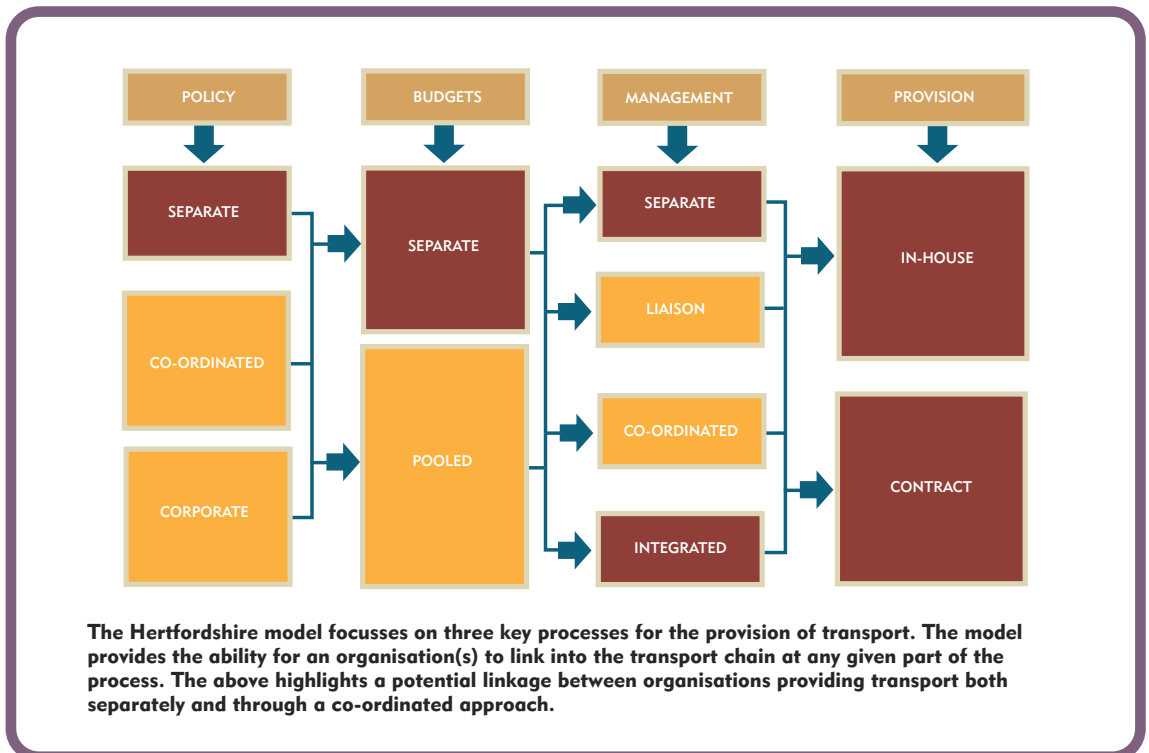 POLICY
BUDGETS
MANAGEMENT
PROVISION
SEPARATE
CO-ORDINATED
CORPORATE
SEPARATE
POOLED
SEPARATE
LIAISON
CO-ORDINATED
INTEGRATED
IN-HOUSE
CONTRACT
The Hertfordshire model focusses on three key processes for the provision of transport. The model
provides the ability for an organisation(s) to link into the transport chain at any given part of the
process. The above highlights a potential linkage between organisations providing transport both
separately and through a co-ordinated approach.